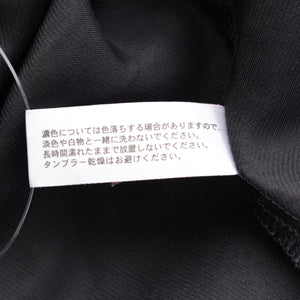 濃色については色落ちする場合がありますので、
淡色や白物と一緒に洗わないでください。
長時間濡れたままで放置しないでください。
タンブラー乾燥はお避けください。